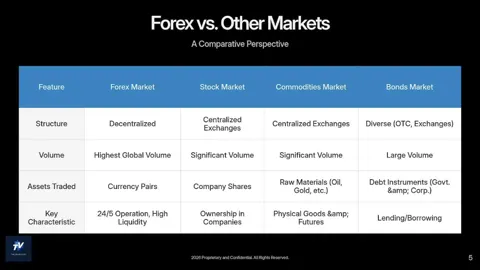 Forex vs. Other Markets
A Comparative Perspective
Feature Forex Market Stock Market Commodities Market Bonds Market
Structure Decentralized Centralized Exchanges Centralized Exchanges Diverse (OTC, Exchanges)
Volume Highest Global Volume Significant Volume Significant Volume Large Volume
Assets Traded Currency Pairs Company Shares Raw Materials (Oil, Gold, etc.) Debt Instruments (Govt. &amp; Corp.)
Key Characteristic 24/5 Operation, High Liquidity Ownership in Companies Physical Goods &amp; Futures Lending/Borrowing
2026 Proprietary and Confidential. All Rights Reserved.
5